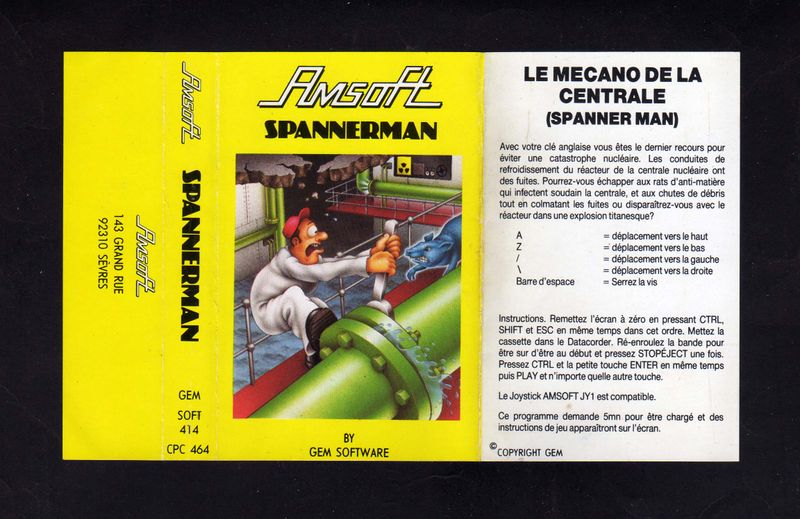 Amsoft
143 GRAND RUE
92310 SÈVRES
Amsoft
SPANNERMAN
GEM
SOFT
414
CPC 464
Amsoft
SPANNERMAN
BY
GEM SOFTWARE
LE MECANO DE LA
CENTRALE
(SPANNER MAN)
Avec votre clé anglaise vous êtes le dernier recours pour
éviter une catastrophe nucléaire. Les conduites de
refroidissement du réacteur de la centrale nucléaire ont
des fuites. Pourrez-vous échapper aux rats d'anti-matière
qui infectent soudain la centrale, et aux chutes de débris
tout en colmatant les fuites ou disparaîtrez-vous avec le
réacteur dans une explosion titanesque?
A = déplacement vers le haut
Z = déplacement vers le bas
/ = déplacement vers la gauche
\ = déplacement vers la droite
Barre d'espace = Serrez la vis
Instructions. Remettez l'écran à zéro en pressant CTRL,
SHIFT et ESC en même temps dans cet ordre. Mettez la
cassette dans le Datacorder. Ré-enroulez la bande pour
être sur d'être au début et pressez STOPÉJECT une fois.
Pressez CTRL et la petite touche ENTER en même temps
puis PLAY et n'importe quelle autre touche.
Le Joystick AMSOFT JY1 est compatible.
Ce programme demande 5mn pour être chargé et des
instructions de jeu apparaîtront sur l'écran.
©COPYRIGHT GEM